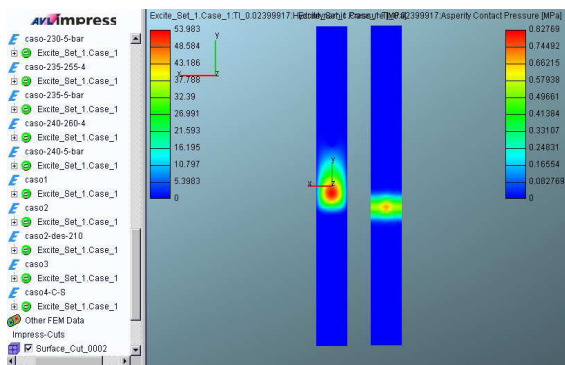 AVL Impress
caso-230-5-bar
Excite_Set_1.Case_1
caso-235-255-4
Excite_Set_1.Case_1
caso-235-5-bar
Excite_Set_1.Case_1
caso-240-260-4
Excite_Set_1.Case_1
caso-240-5-bar
Excite_Set_1.Case_1
caso1
Excite_Set_1.Case_1
caso2
Excite_Set_1.Case_1
caso2-des-210
Excite_Set_1.Case_1
caso3
Excite_Set_1.Case_1
caso4-C-S
Excite_Set_1.Case_1
Other FEM Data
Impress-Cuts
Surface_Cut_0002
Excite_Set_1.Case_1:TI_0.02399917:
2399917:Asperity Contact Pressure [MPa]
53.983
48.584
43.186
37.788
32.39
26.991
21.593
16.195
10.797
5.3983
0
y
x
z
y
x
z
0.82769
0.74492
0.66215
0.57938
0.49661
0.41384
0.33107
0.24831
0.16554
0.082769
0